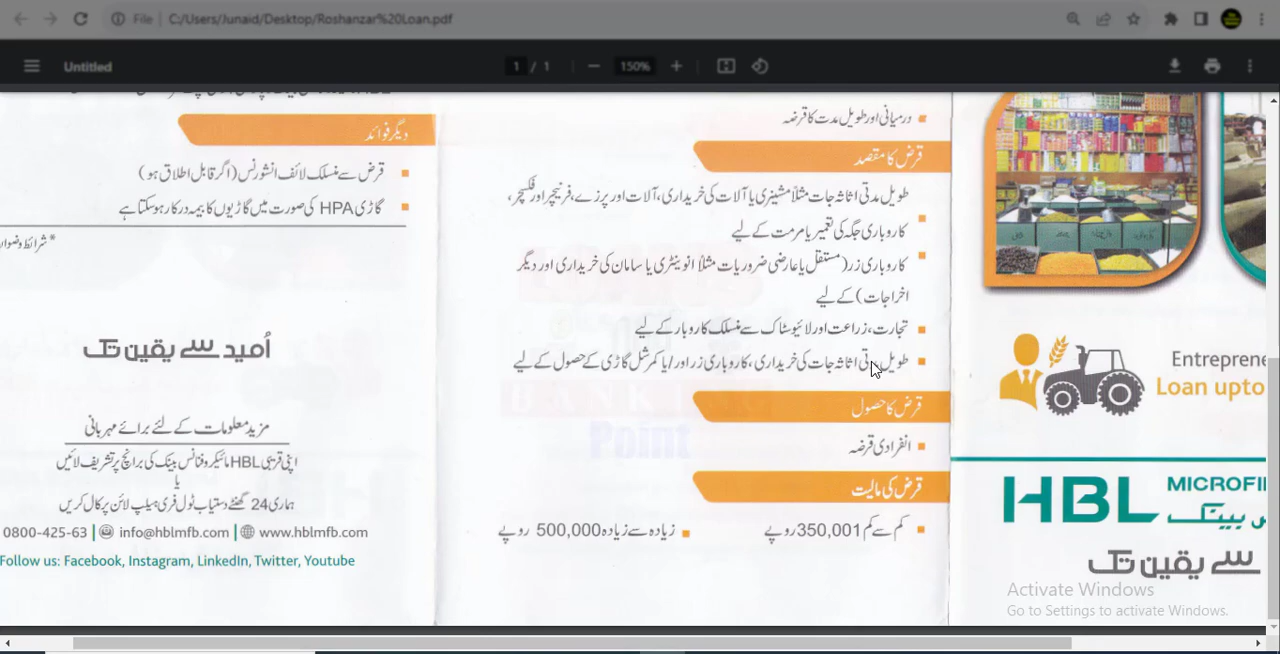 File | C:/Users/Junaid/Desktop/Roshanzar%20Loan.pdf
Untitled
1 / 1
150%
درمیانی اور طویل مدت کا قرضہ
قرض کا مقصد
طویل مدتی اثاثہ جات مثلاً مشینری یا آلات کی خریداری، آلات اور پرزے، فرنیچر اور فکسچر،
کاروباری جگہ کی تعمیر یا مرمت کے لیے
کاروباری زر (مستقل یا عارضی ضروریات مثلاً انوینٹری یا سامان کی خریداری اور دیگر
اخراجات) کے لیے
تجارت، زراعت اور لائیوسٹاک سے منسلک کاروبار کے لیے
طویل مدتی اثاثہ جات کی خریداری، کاروباری زر اور/یا کمرشل گاڑی کے حصول کے لیے
قرض کا حصول
انفرادی قرضہ
قرض کی مالیت
کم سے کم 350,001 روپے
زیادہ سے زیادہ 500,000 روپے
BANKING
Point
دیگر فوائد
قرض سے منسلک لائف انشورنس (اگر قابل اطلاق ہو)
گاڑی HPA کی صورت میں گاڑیوں کا بیمہ درکار ہو سکتا ہے
* شرائط وضوا
اُمید سے یقین تک
مزید معلومات کے لئے برائے مہربانی
اپنی قریبی HBL مائیکروفنانس بینک کی برانچ پر تشریف لائیں
یا
ہماری 24 گھنٹے دستیاب ٹول فری ہیلپ لائن پر کال کریں
0800-425-63 | info@hblmfb.com | www.hblmfb.com
Follow us: Facebook, Instagram, LinkedIn, Twitter, Youtube
Entreprene
Loan upto
HBL MICROFI
س بینک
سے یقین تک
Activate Windows
Go to Settings to activate Windows.